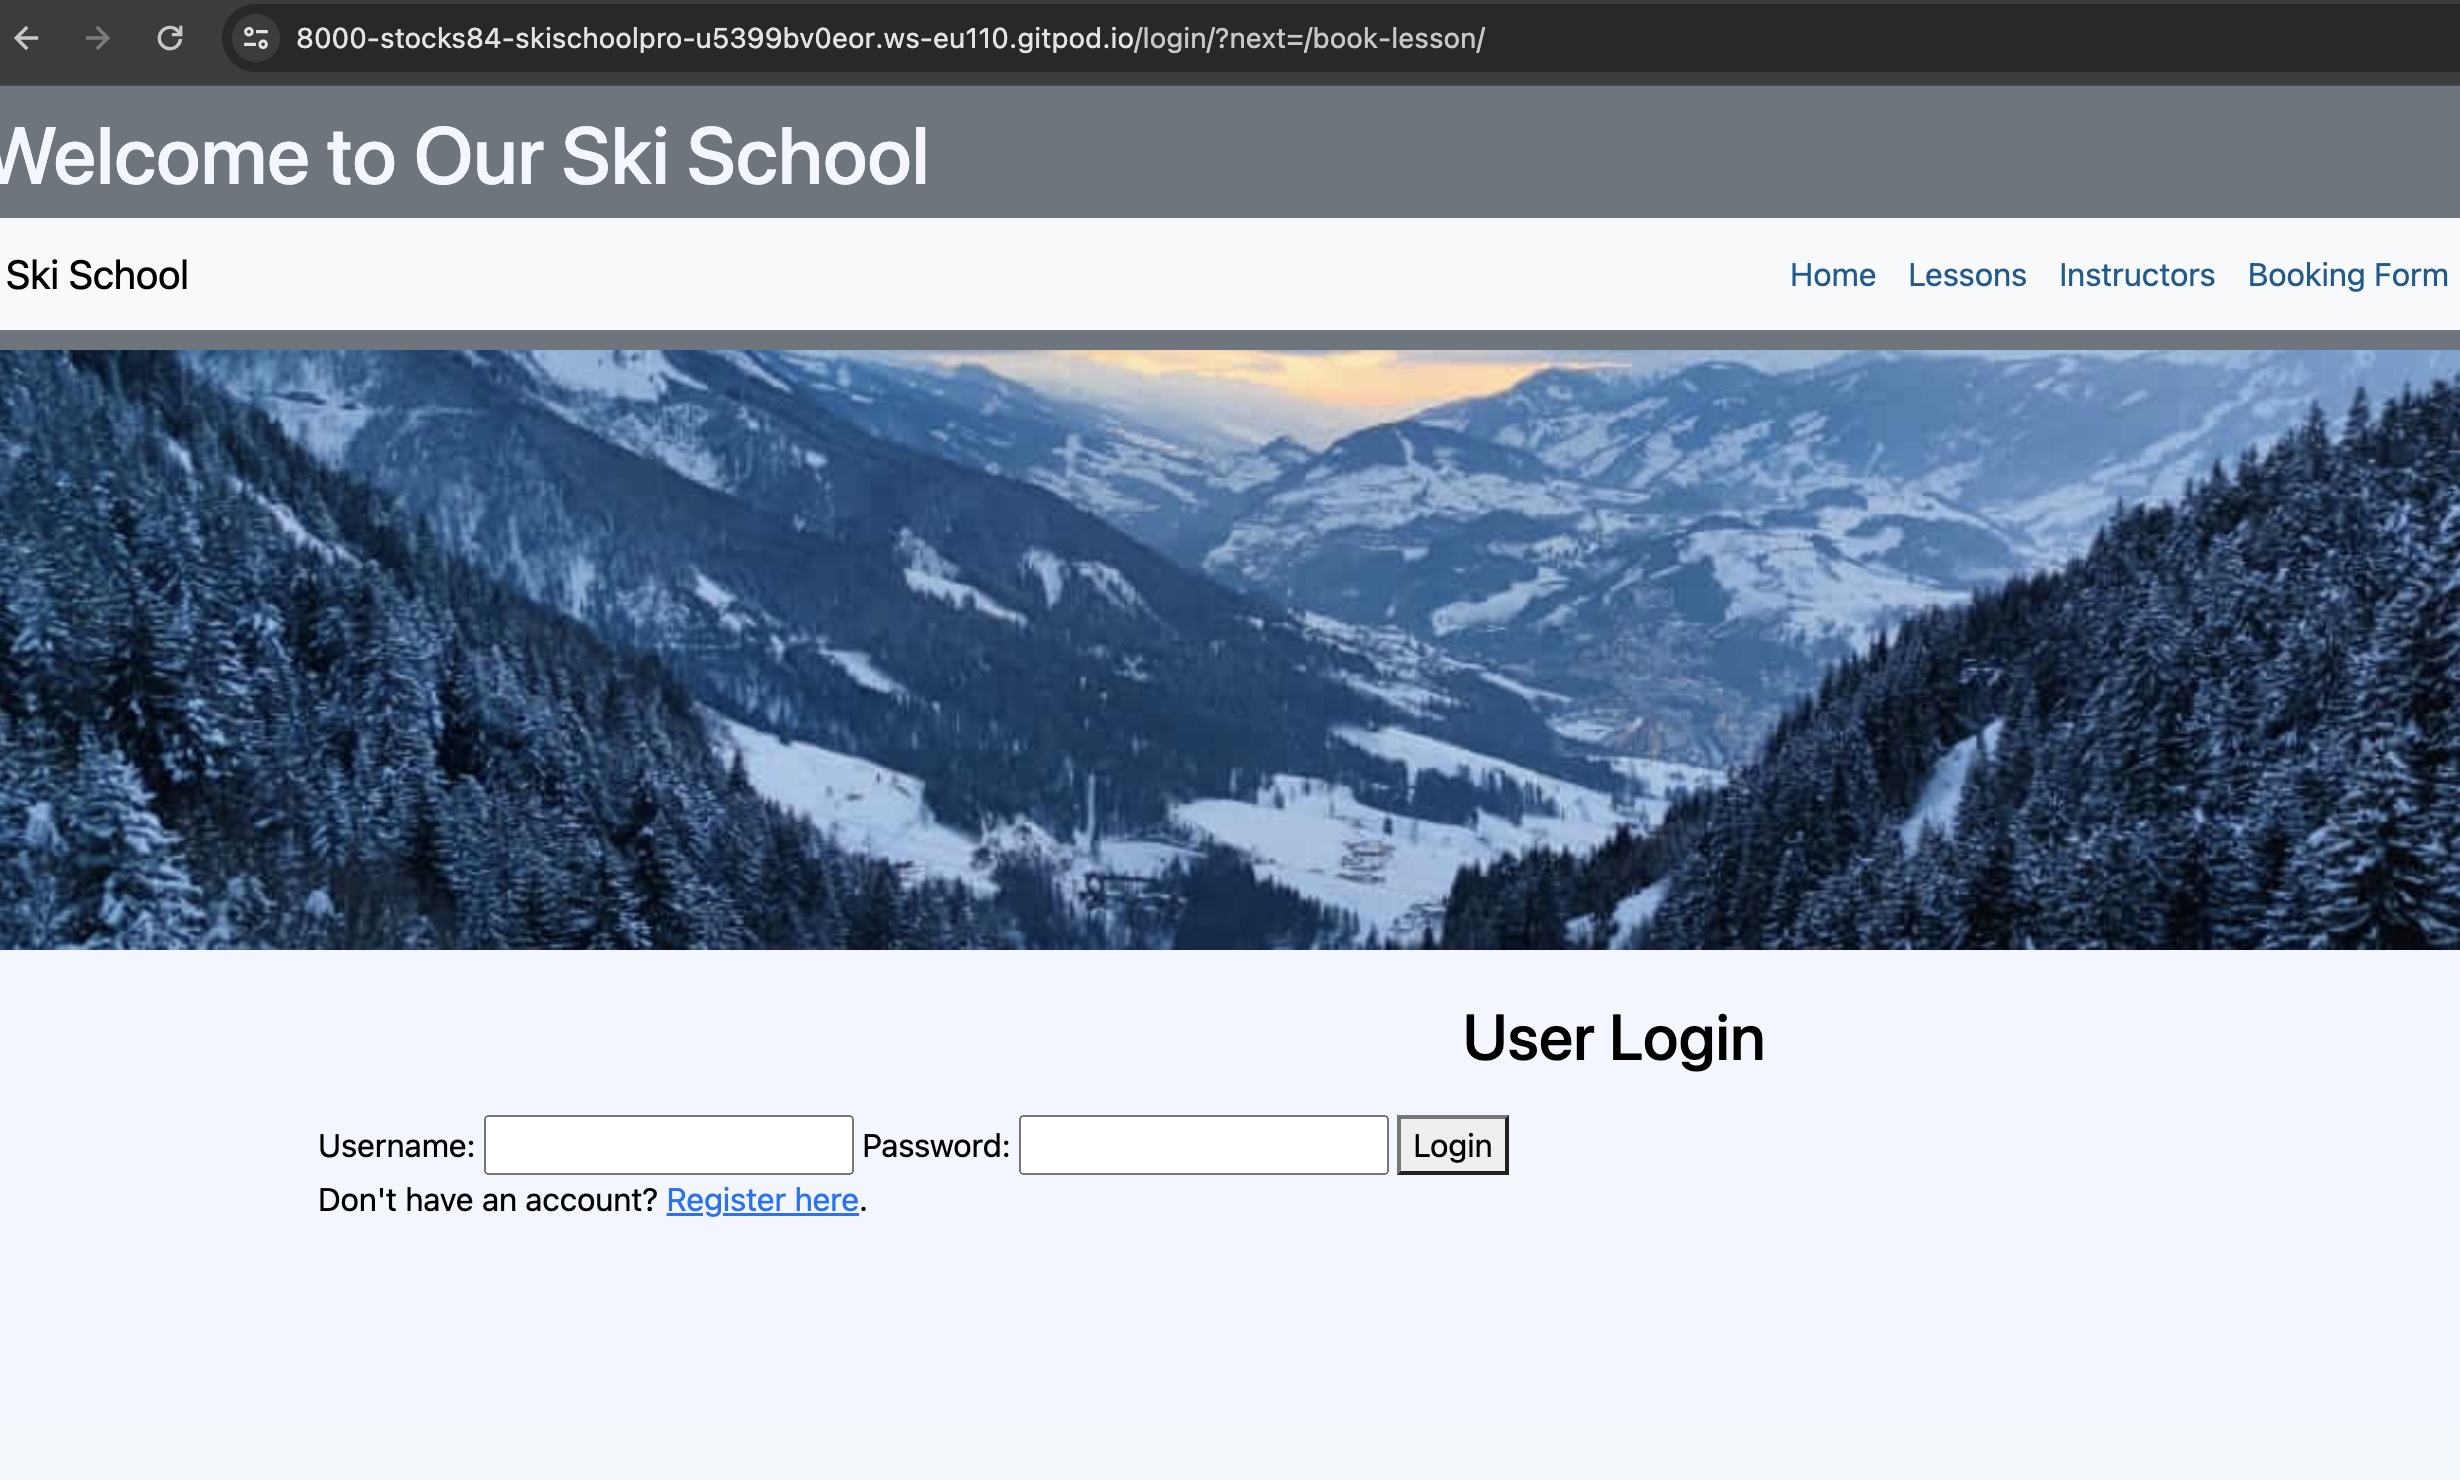 8000-stocks84-skischoolpro-u5399bv0eor.ws-eu110.gitpod.io/login/?next=/book-lesson/
Welcome to Our Ski School
Ski School Home Lessons Instructors Booking Form
User Login
Username: Password: Login
Don't have an account? Register here.